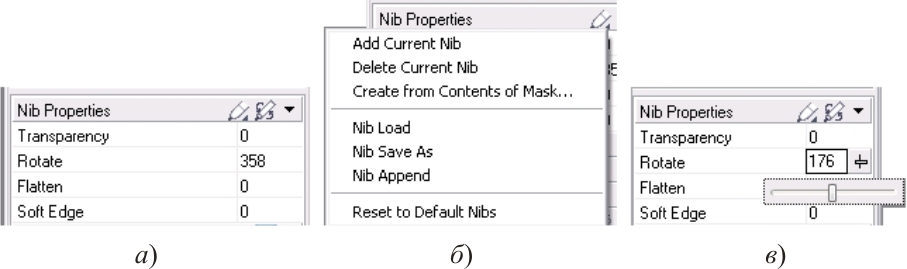 Nib Properties
Transparency 0
Rotate 358
Flatten 0
Soft Edge 0
а)
Nib Properties
Add Current Nib
Delete Current Nib
Create from Contents of Mask...
Nib Load
Nib Save As
Nib Append
Reset to Default Nibs
б)
Nib Properties
Transparency 0
Rotate 176
Flatten
Soft Edge 0
в)